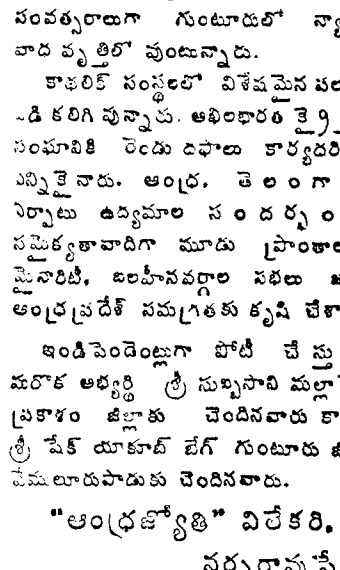 సంవత్సరాలుగా గుంటూరులో న్యా
వాద వృత్తిలో వుంటున్నారు.
కాథలిక్ సంస్థలలో విశేషమైన పలు
-డి కలిగి వున్నారు. అఖిలభారత క్రై
సంఘానికి రెండు దఫాలు కార్యదరి
ఎన్నికైనారు. ఆంధ్ర, తెలంగా
ఏర్పాటు ఉద్యమాల సందర్భం
సమైక్యతావాదిగా మూడు ప్రాంతాల
మైనారిటీ, బలహీనవర్గాల సభలు జ
ఆంధ్రప్రదేశ్ సమగ్రతకు కృషి చేశా
ఇండిపెండెంట్లుగా పోటీ చేస్తు
మరొక అభ్యర్థి శ్రీ సుబ్బసాని మల్లా
ప్రకాశం జిల్లాకు చెందినవారు కా
శ్రీ షేక్ యాకూబ్ బేగ్ గుంటూరు జి
వేములూరుపాడుకు చెందినవారు.
"ఆంధ్రజ్యోతి" విలేకరి.